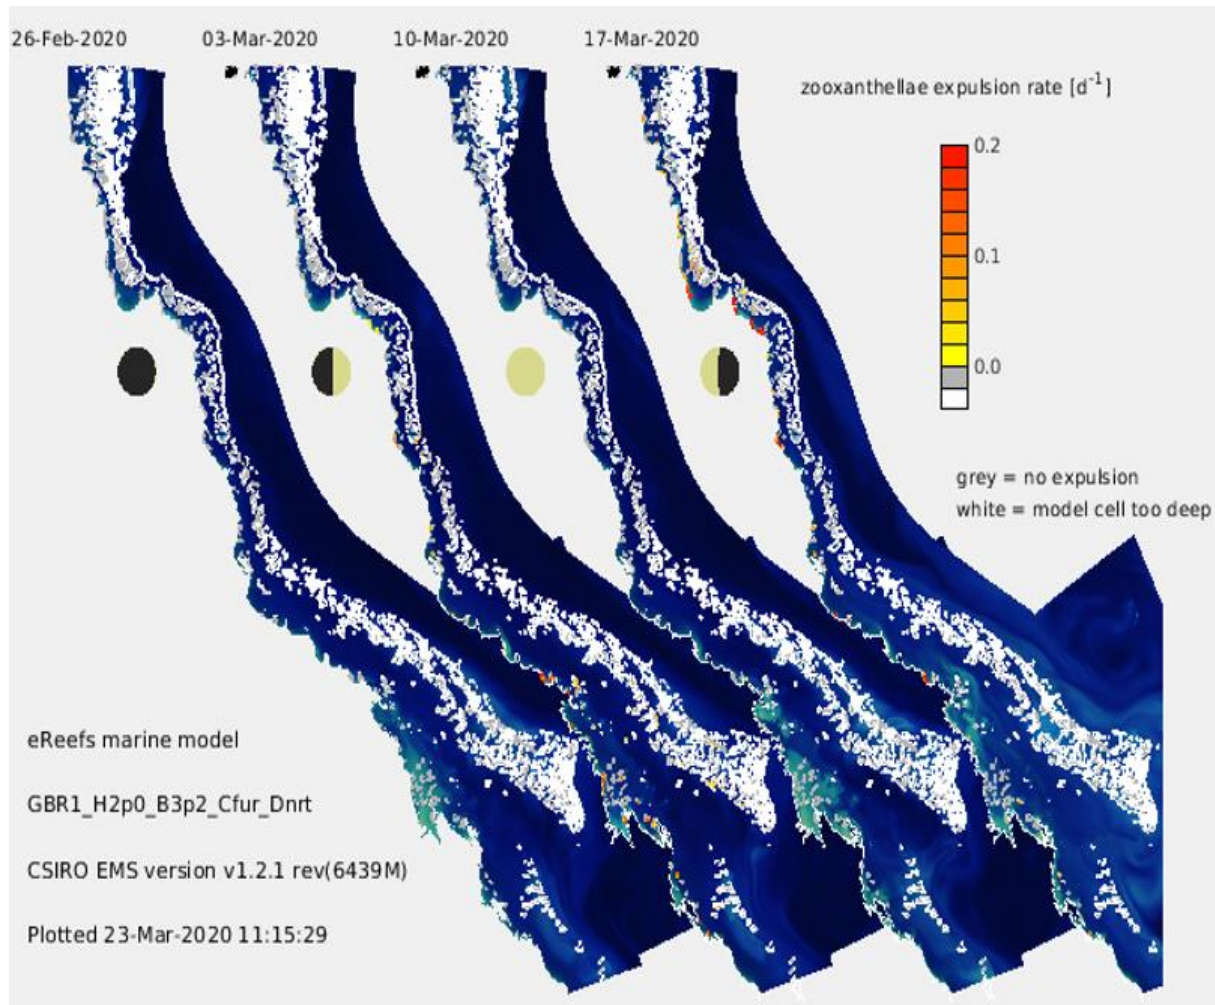 26-Feb-2020 03-Mar-2020 10-Mar-2020 17-Mar-2020
zooxanthellae expulsion rate [d⁻¹]
0.2
0.1
0.0
grey = no expulsion
white = model cell too deep
eReefs marine model
GBR1_H2p0_B3p2_Cfur_Dnrt
CSIRO EMS version v1.2.1 rev(6439M)
Plotted 23-Mar-2020 11:15:29